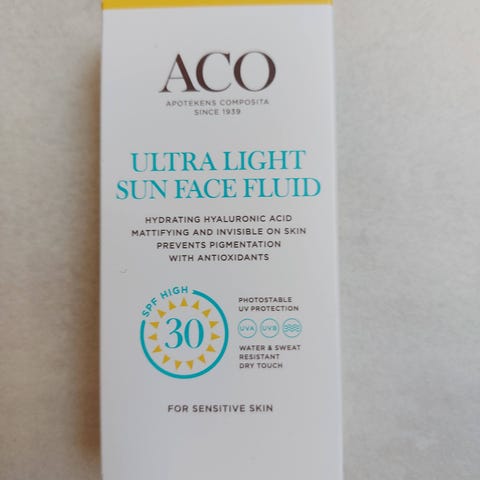 ACO
APOTEKENS COMPOSITA
SINCE 1939
ULTRA LIGHT
SUN FACE FLUID
HYDRATING HYALURONIC ACID
MATTIFYING AND INVISIBLE ON SKIN
PREVENTS PIGMENTATION
WITH ANTIOXIDANTS
SPF HIGH
30
PHOTOSTABLE
UV PROTECTION
UVA UVB
WATER & SWEAT
RESISTANT
DRY TOUCH
FOR SENSITIVE SKIN